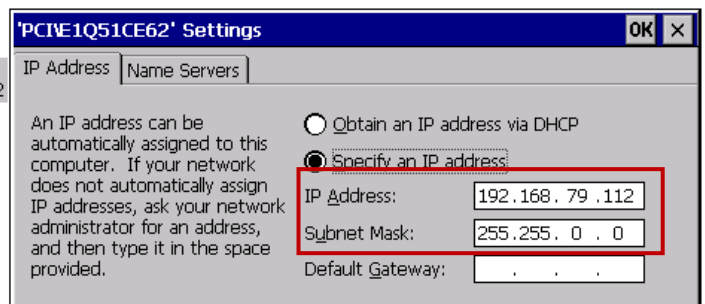 'PCI\E1Q51CE62' Settings
OK ×
IP Address
Name Servers
2
An IP address can be
automatically assigned to this
computer. If your network
does not automatically assign
IP addresses, ask your network
administrator for an address,
and then type it in the space
provided.
Obtain an IP address via DHCP
Specify an IP address
IP Address: 192.168. 79 .112
Subnet Mask: 255.255. 0 . 0
Default Gateway: . . .